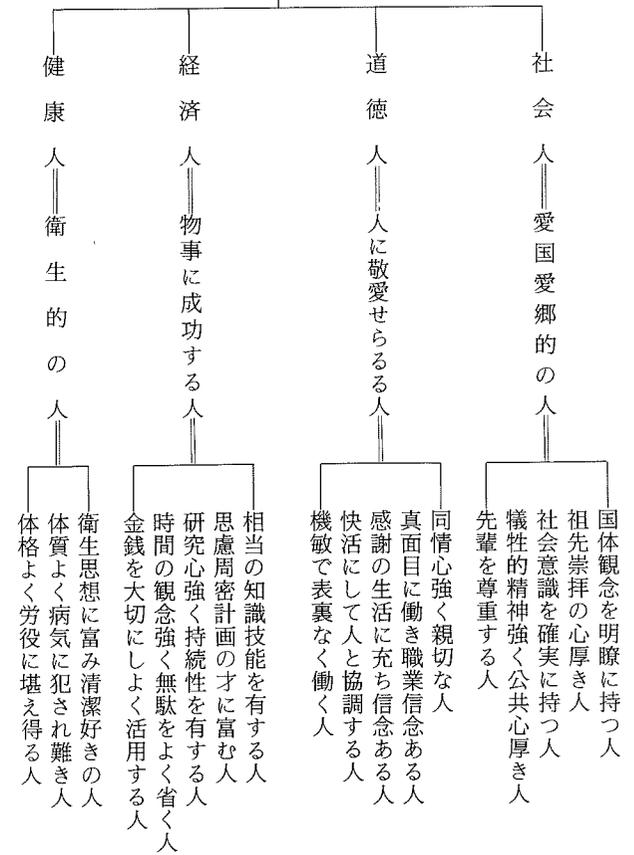 社会人
愛国愛郷的の人
国体観念を明瞭に持つ人
祖先崇拝の心厚き人
社会意識を確実に持つ人
犠牲的精神強く公共心厚き人
先輩を尊重する人
道徳人
人に敬愛せらるる人
同情心強く親切な人
真面目に働き職業信念ある人
感謝の生活に充ち信念ある人
快活にして人と協調する人
機敏で表裏なく働く人
経済人
物事に成功する人
相当の知識技能を有する人
思慮周密計画の才に富む人
研究心強く持続性を有する人
時間の観念強く無駄をよく省く人
金銭を大切にしよく活用する人
健康人
衛生的の人
衛生思想に富み清潔好きの人
体質よく病気に犯され難き人
体格よく労役に堪え得る人